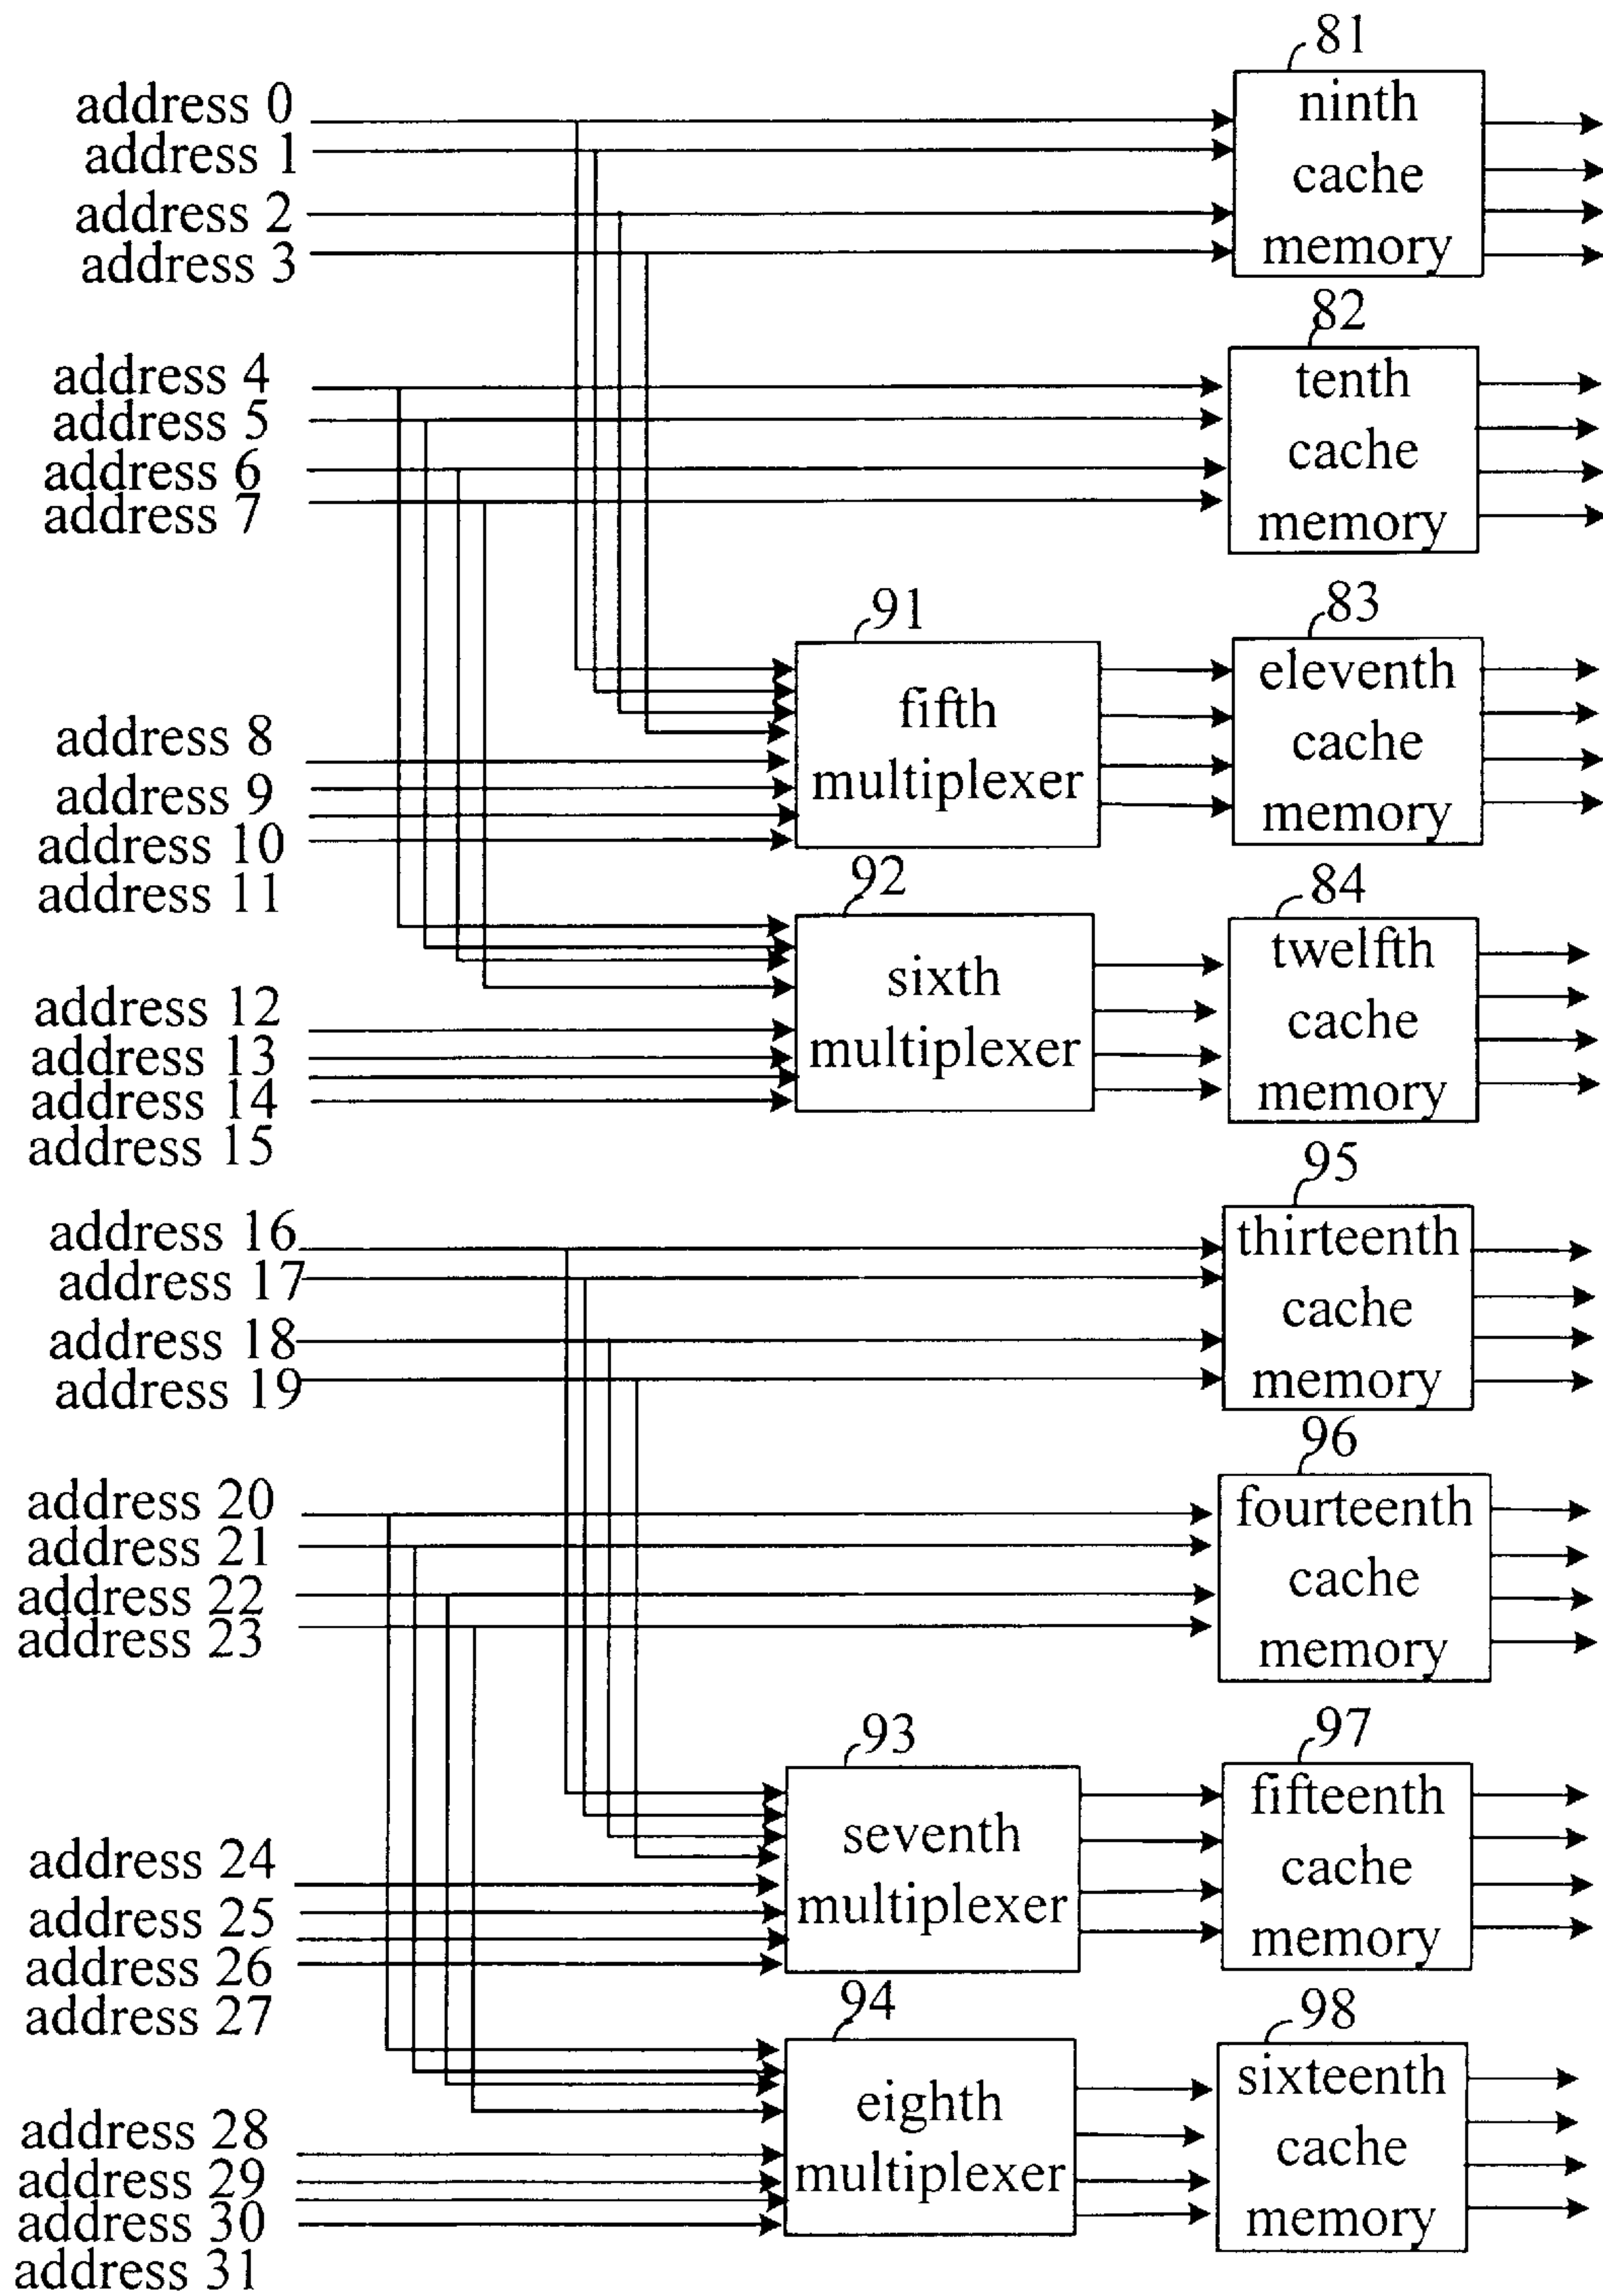 81
address 0
address 1
address 2
address 3
ninth
cache
memory
82
address 4
address 5
address 6
address 7
tenth
cache
memory
91
83
address 8
address 9
address 10
address 11
fifth
multiplexer
eleventh
cache
memory
92
84
address 12
address 13
address 14
address 15
sixth
multiplexer
twelfth
cache
memory
95
address 16
address 17
address 18
address 19
thirteenth
cache
memory
96
address 20
address 21
address 22
address 23
fourteenth
cache
memory
93
97
address 24
address 25
address 26
address 27
seventh
multiplexer
fifteenth
cache
memory
94
98
address 28
address 29
address 30
address 31
eighth
multiplexer
sixteenth
cache
memory